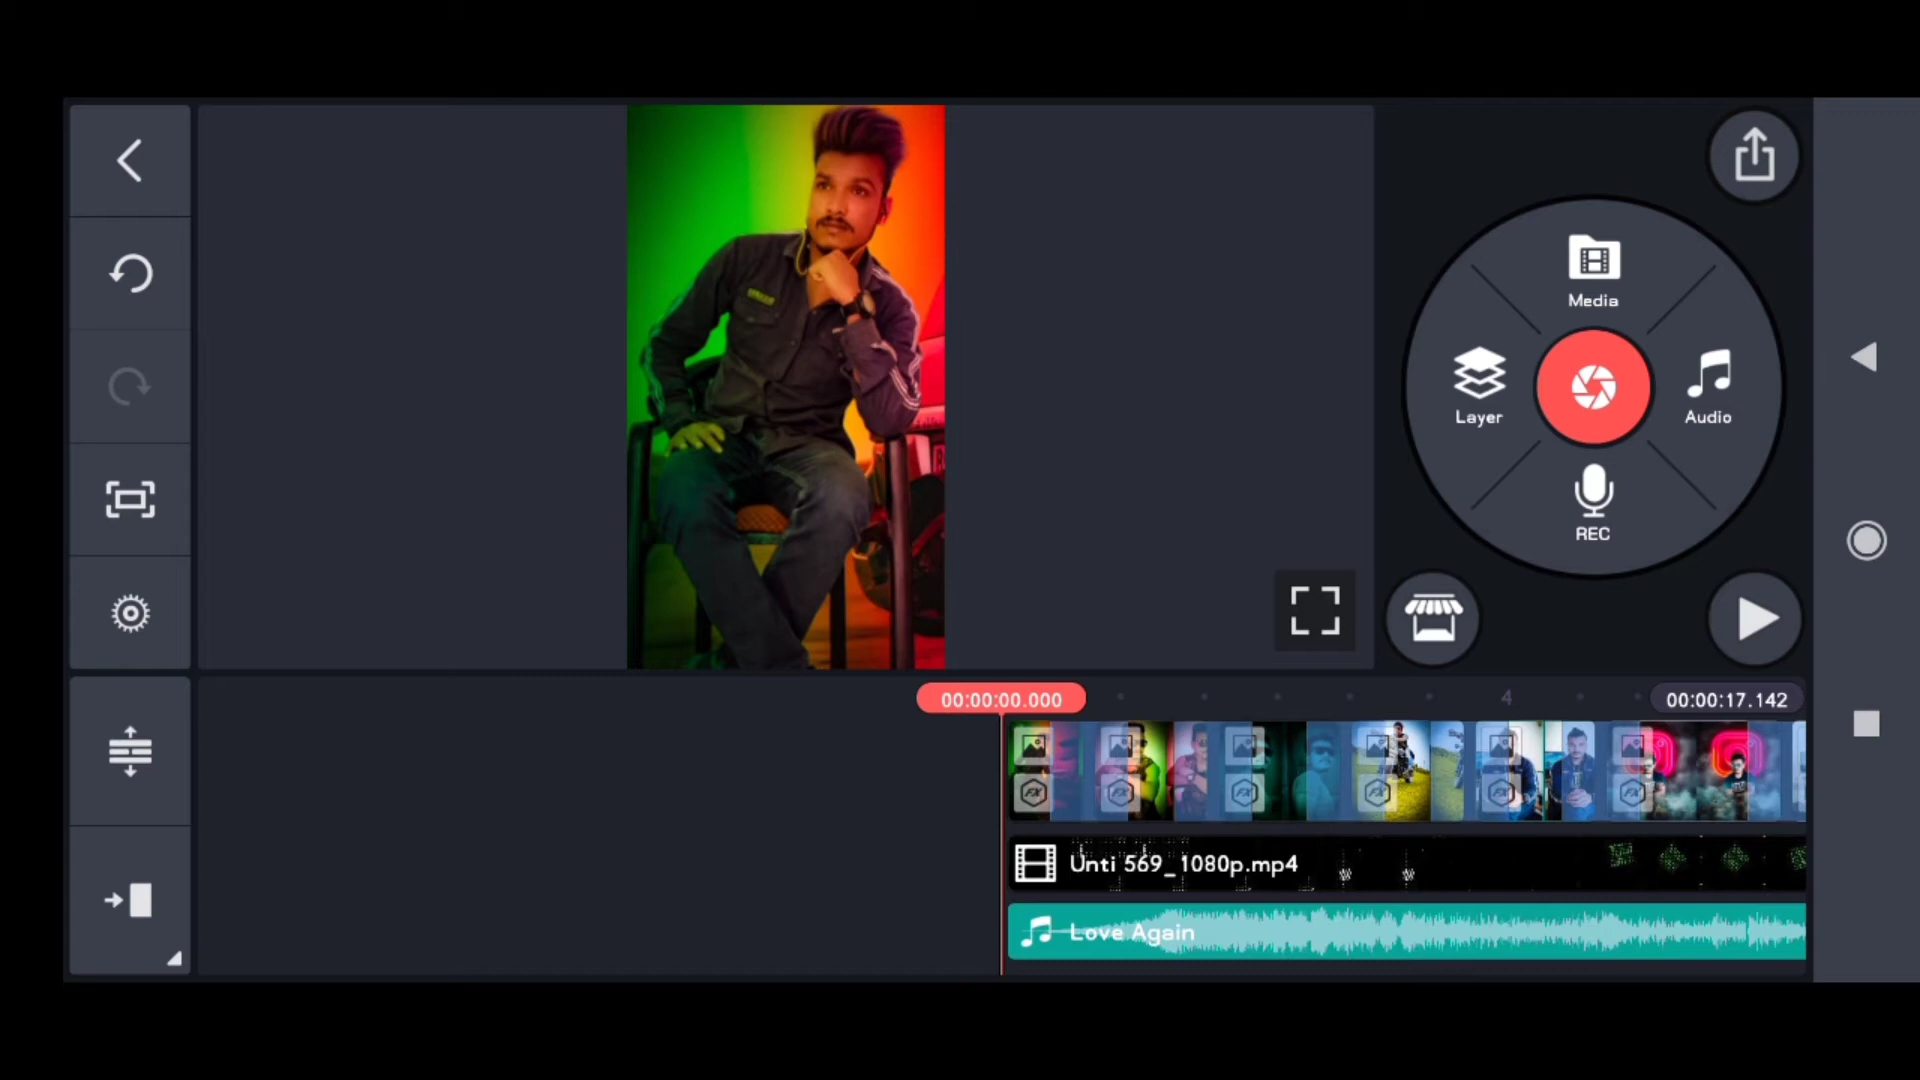 Media
Layer
Audio
REC
00:00:00.000
4
00:00:17.142
Unti 569_1080p.mp4
Love Again